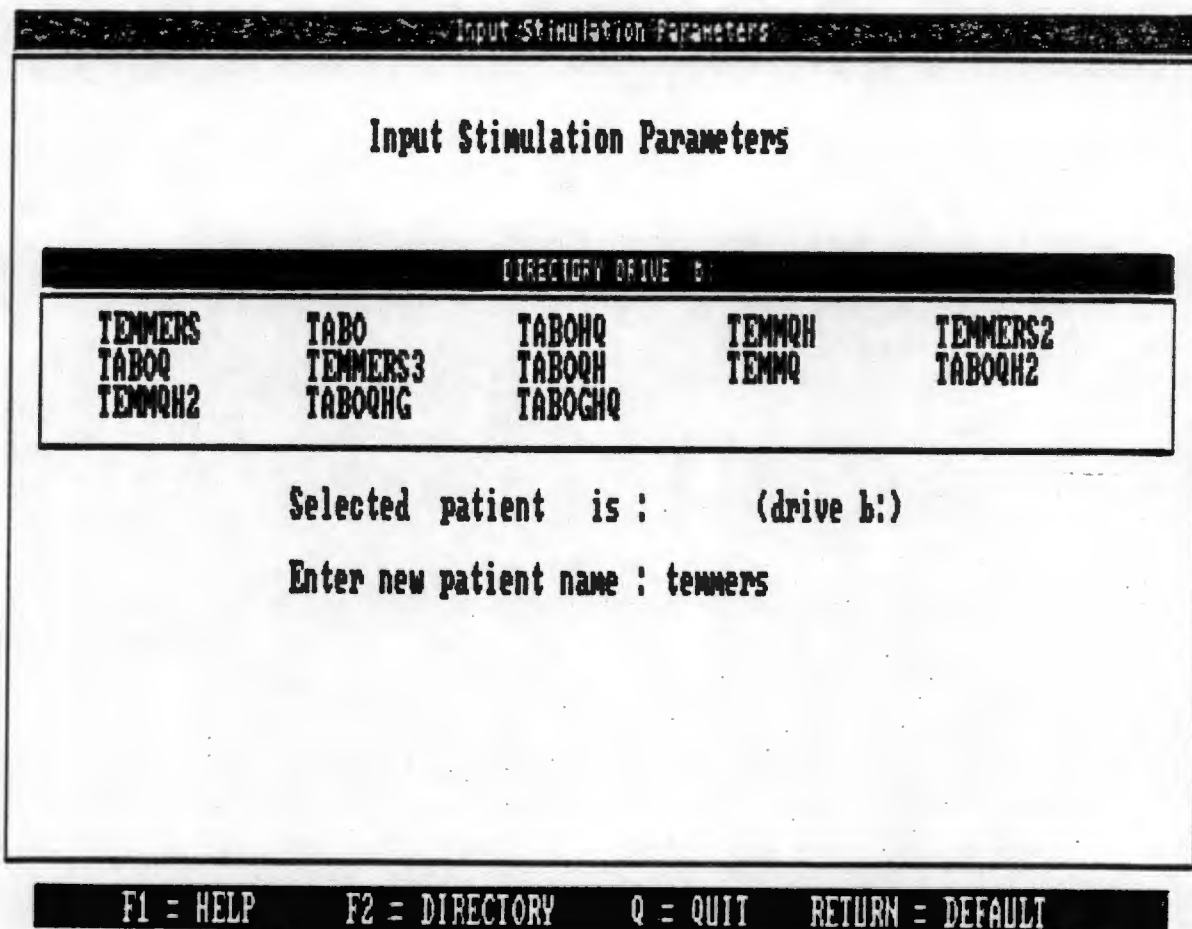 Input Stimulation Parameters
Input Stimulation Parameters
DIRECTORY DRIVE B:
TEMMERS TABO TABOHQ TEMMQH TEMMERS2
TABOQ TEMMERS3 TABOQH TEMMQ TABOQH2
TEMMQH2 TABOQHG TABOGHQ
Selected patient is : (drive b:)
Enter new patient name : temmers
F1 = HELP F2 = DIRECTORY Q = QUIT RETURN = DEFAULT